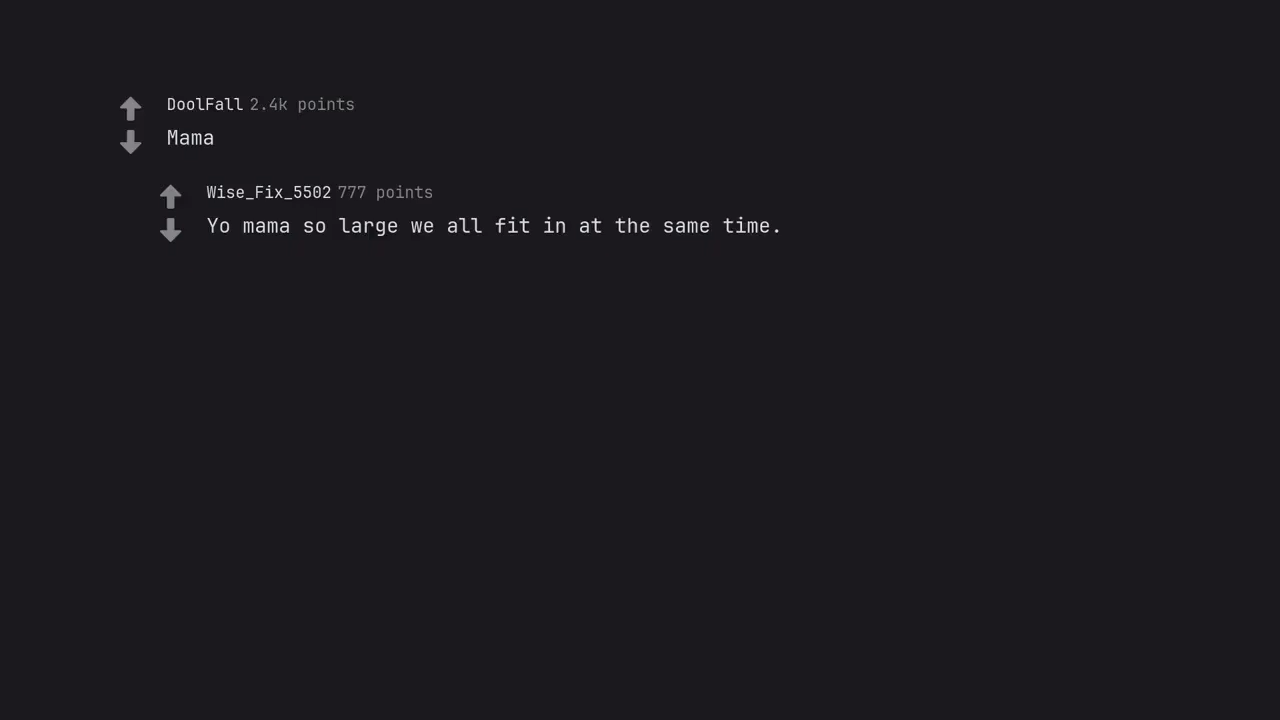 DoolFall 2.4k points
Mama
Wise_Fix_5502 777 points
Yo mama so large we all fit in at the same time.